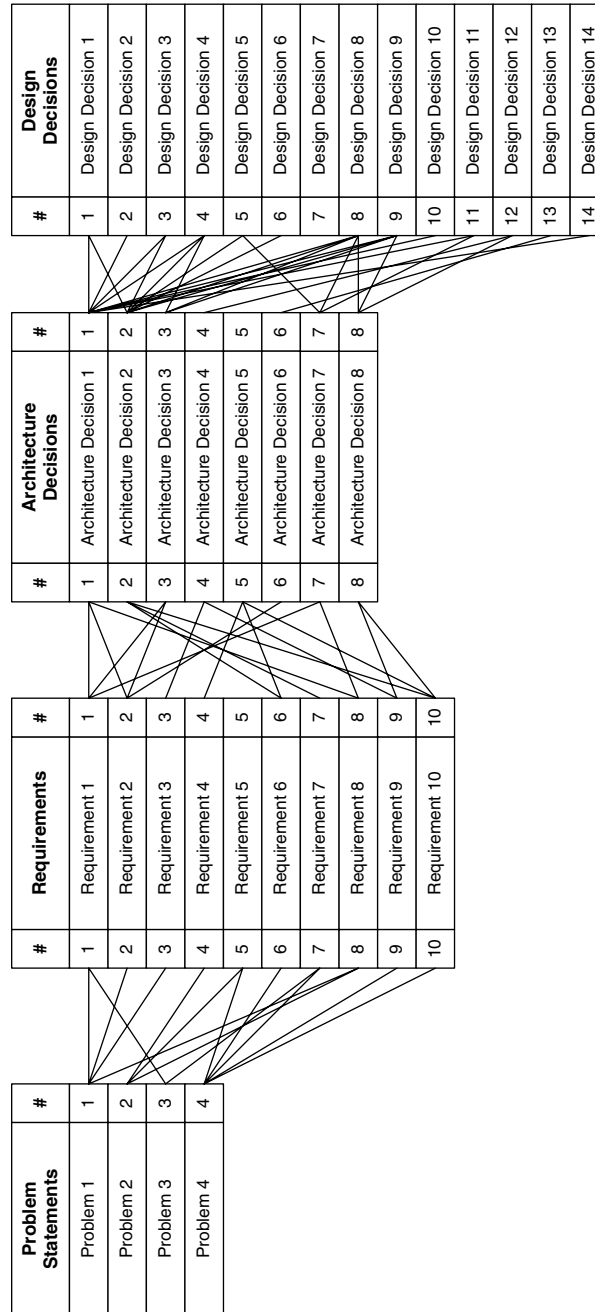 Problem
Statements
#
Problem 1
1
Problem 2
2
Problem 3
3
Problem 4
4
#
Requirements
#
1
Requirement 1
1
2
Requirement 2
2
3
Requirement 3
3
4
Requirement 4
4
5
Requirement 5
5
6
Requirement 6
6
7
Requirement 7
7
8
Requirement 8
8
9
Requirement 9
9
10
Requirement 10
10
#
Architecture
Decisions
#
1
Architecture Decision 1
1
2
Architecture Decision 2
2
3
Architecture Decision 3
3
4
Architecture Decision 4
4
5
Architecture Decision 5
5
6
Architecture Decision 6
6
7
Architecture Decision 7
7
8
Architecture Decision 8
8
#
Design
Decisions
1
Design Decision 1
2
Design Decision 2
3
Design Decision 3
4
Design Decision 4
5
Design Decision 5
6
Design Decision 6
7
Design Decision 7
8
Design Decision 8
9
Design Decision 9
10
Design Decision 10
11
Design Decision 11
12
Design Decision 12
13
Design Decision 13
14
Design Decision 14